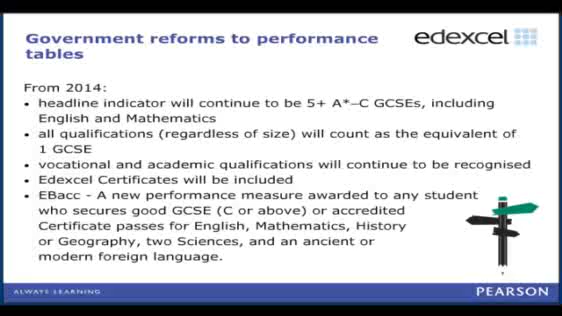 Government reforms to performance
tables
edexcel
From 2014:
• headline indicator will continue to be 5+ A*–C GCSEs, including
English and Mathematics
• all qualifications (regardless of size) will count as the equivalent of
1 GCSE
• vocational and academic qualifications will continue to be recognised
• Edexcel Certificates will be included
• EBacc - A new performance measure awarded to any student
who secures good GCSE (C or above) or accredited
Certificate passes for English, Mathematics, History
or Geography, two Sciences, and an ancient or
modern foreign language.
ALWAYS LEARNING
PEARSON